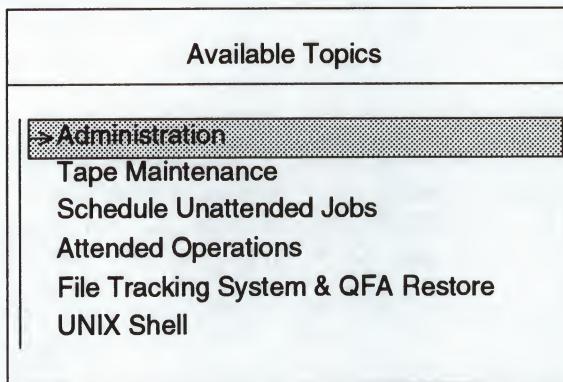 Available Topics
->Administration
Tape Maintenance
Schedule Unattended Jobs
Attended Operations
File Tracking System & QFA Restore
UNIX Shell